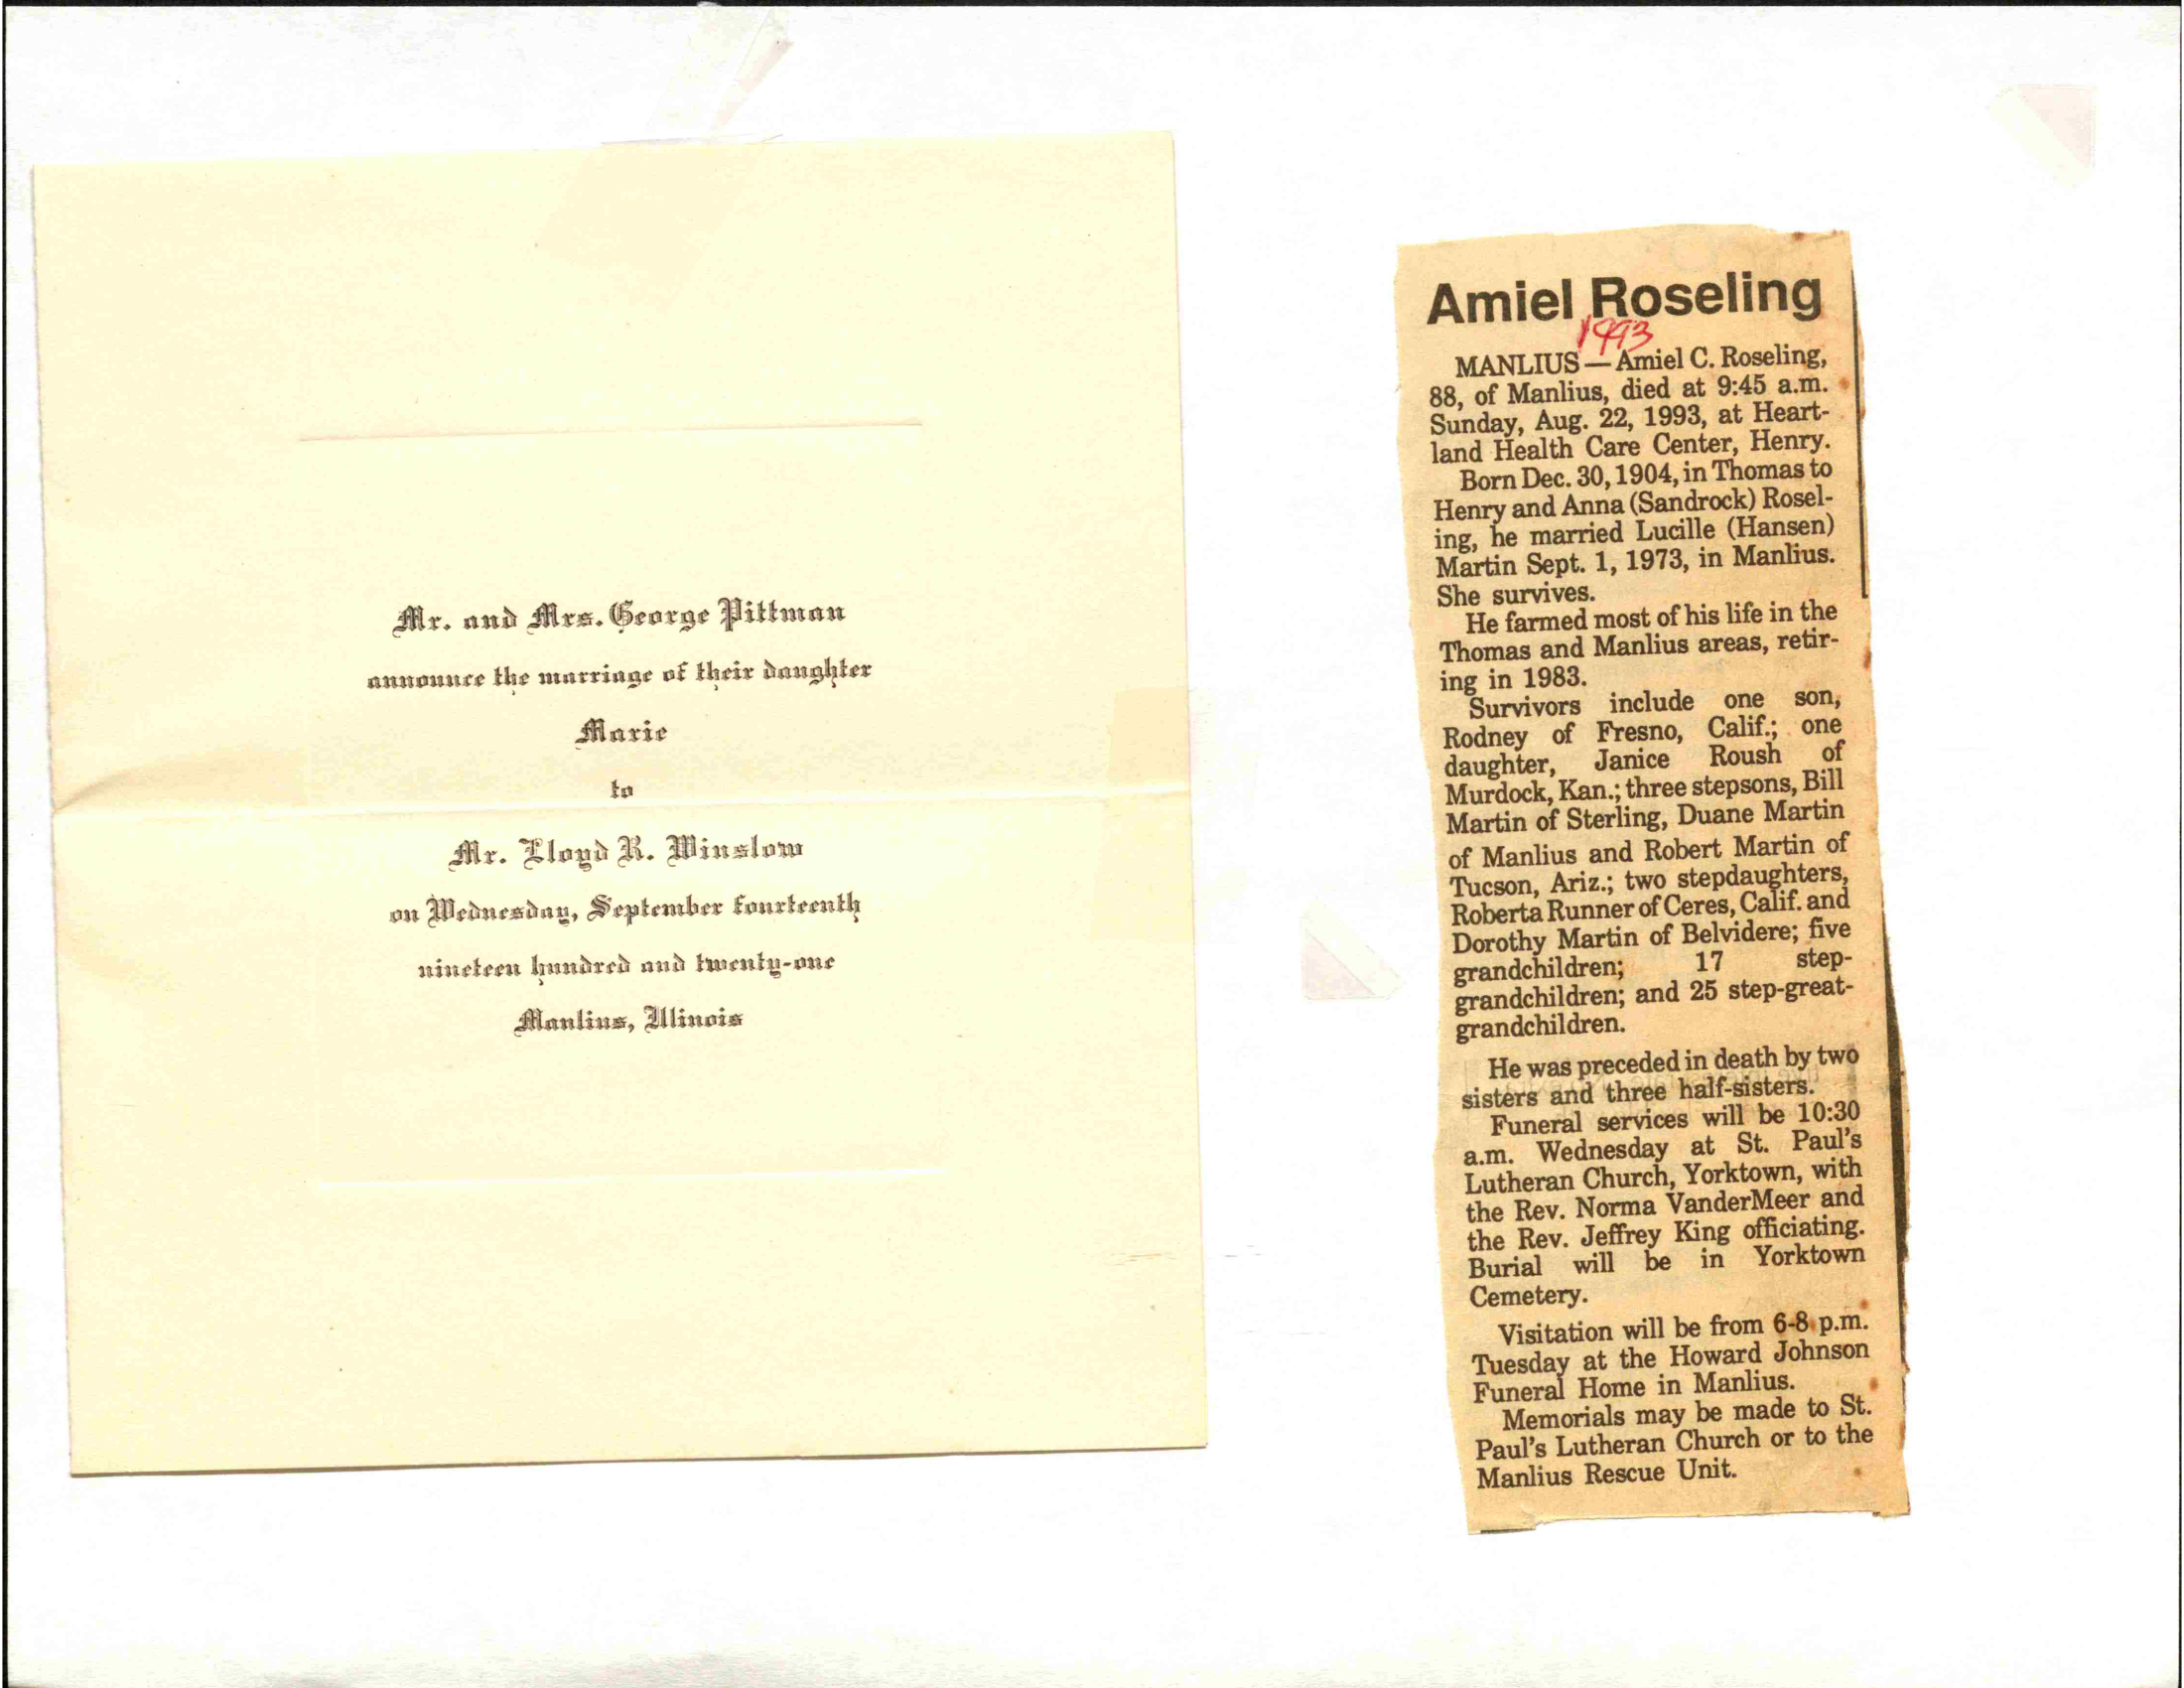 Mr. and Mrs. George Pittman
announce the marriage of their daughter
Marie
to
Mr. Lloyd R. Winslow
on Wednesday, September fourteenth
nineteen hundred and twenty-one
Manlius, Illinois
Amiel Roseling
1993
MANLIUS — Amiel C. Roseling,
88, of Manlius, died at 9:45 a.m.
Sunday, Aug. 22, 1993, at Heart-
land Health Care Center, Henry.
Born Dec. 30, 1904, in Thomas to
Henry and Anna (Sandrock) Rosel-
ing, he married Lucille (Hansen)
Martin Sept. 1, 1973, in Manlius.
She survives.
He farmed most of his life in the
Thomas and Manlius areas, retir-
ing in 1983.
Survivors include one son,
Rodney of Fresno, Calif.; one
daughter, Janice Roush of
Murdock, Kan.; three stepsons, Bill
Martin of Sterling, Duane Martin
of Manlius and Robert Martin of
Tucson, Ariz.; two stepdaughters,
Roberta Runner of Ceres, Calif. and
Dorothy Martin of Belvidere; five
grandchildren; 17 step-
grandchildren; and 25 step-great-
grandchildren.
He was preceded in death by two
sisters and three half-sisters.
Funeral services will be 10:30
a.m. Wednesday at St. Paul's
Lutheran Church, Yorktown, with
the Rev. Norma VanderMeer and
the Rev. Jeffrey King officiating.
Burial will be in Yorktown
Cemetery.
Visitation will be from 6-8 p.m.
Tuesday at the Howard Johnson
Funeral Home in Manlius.
Memorials may be made to St.
Paul's Lutheran Church or to the
Manlius Rescue Unit.